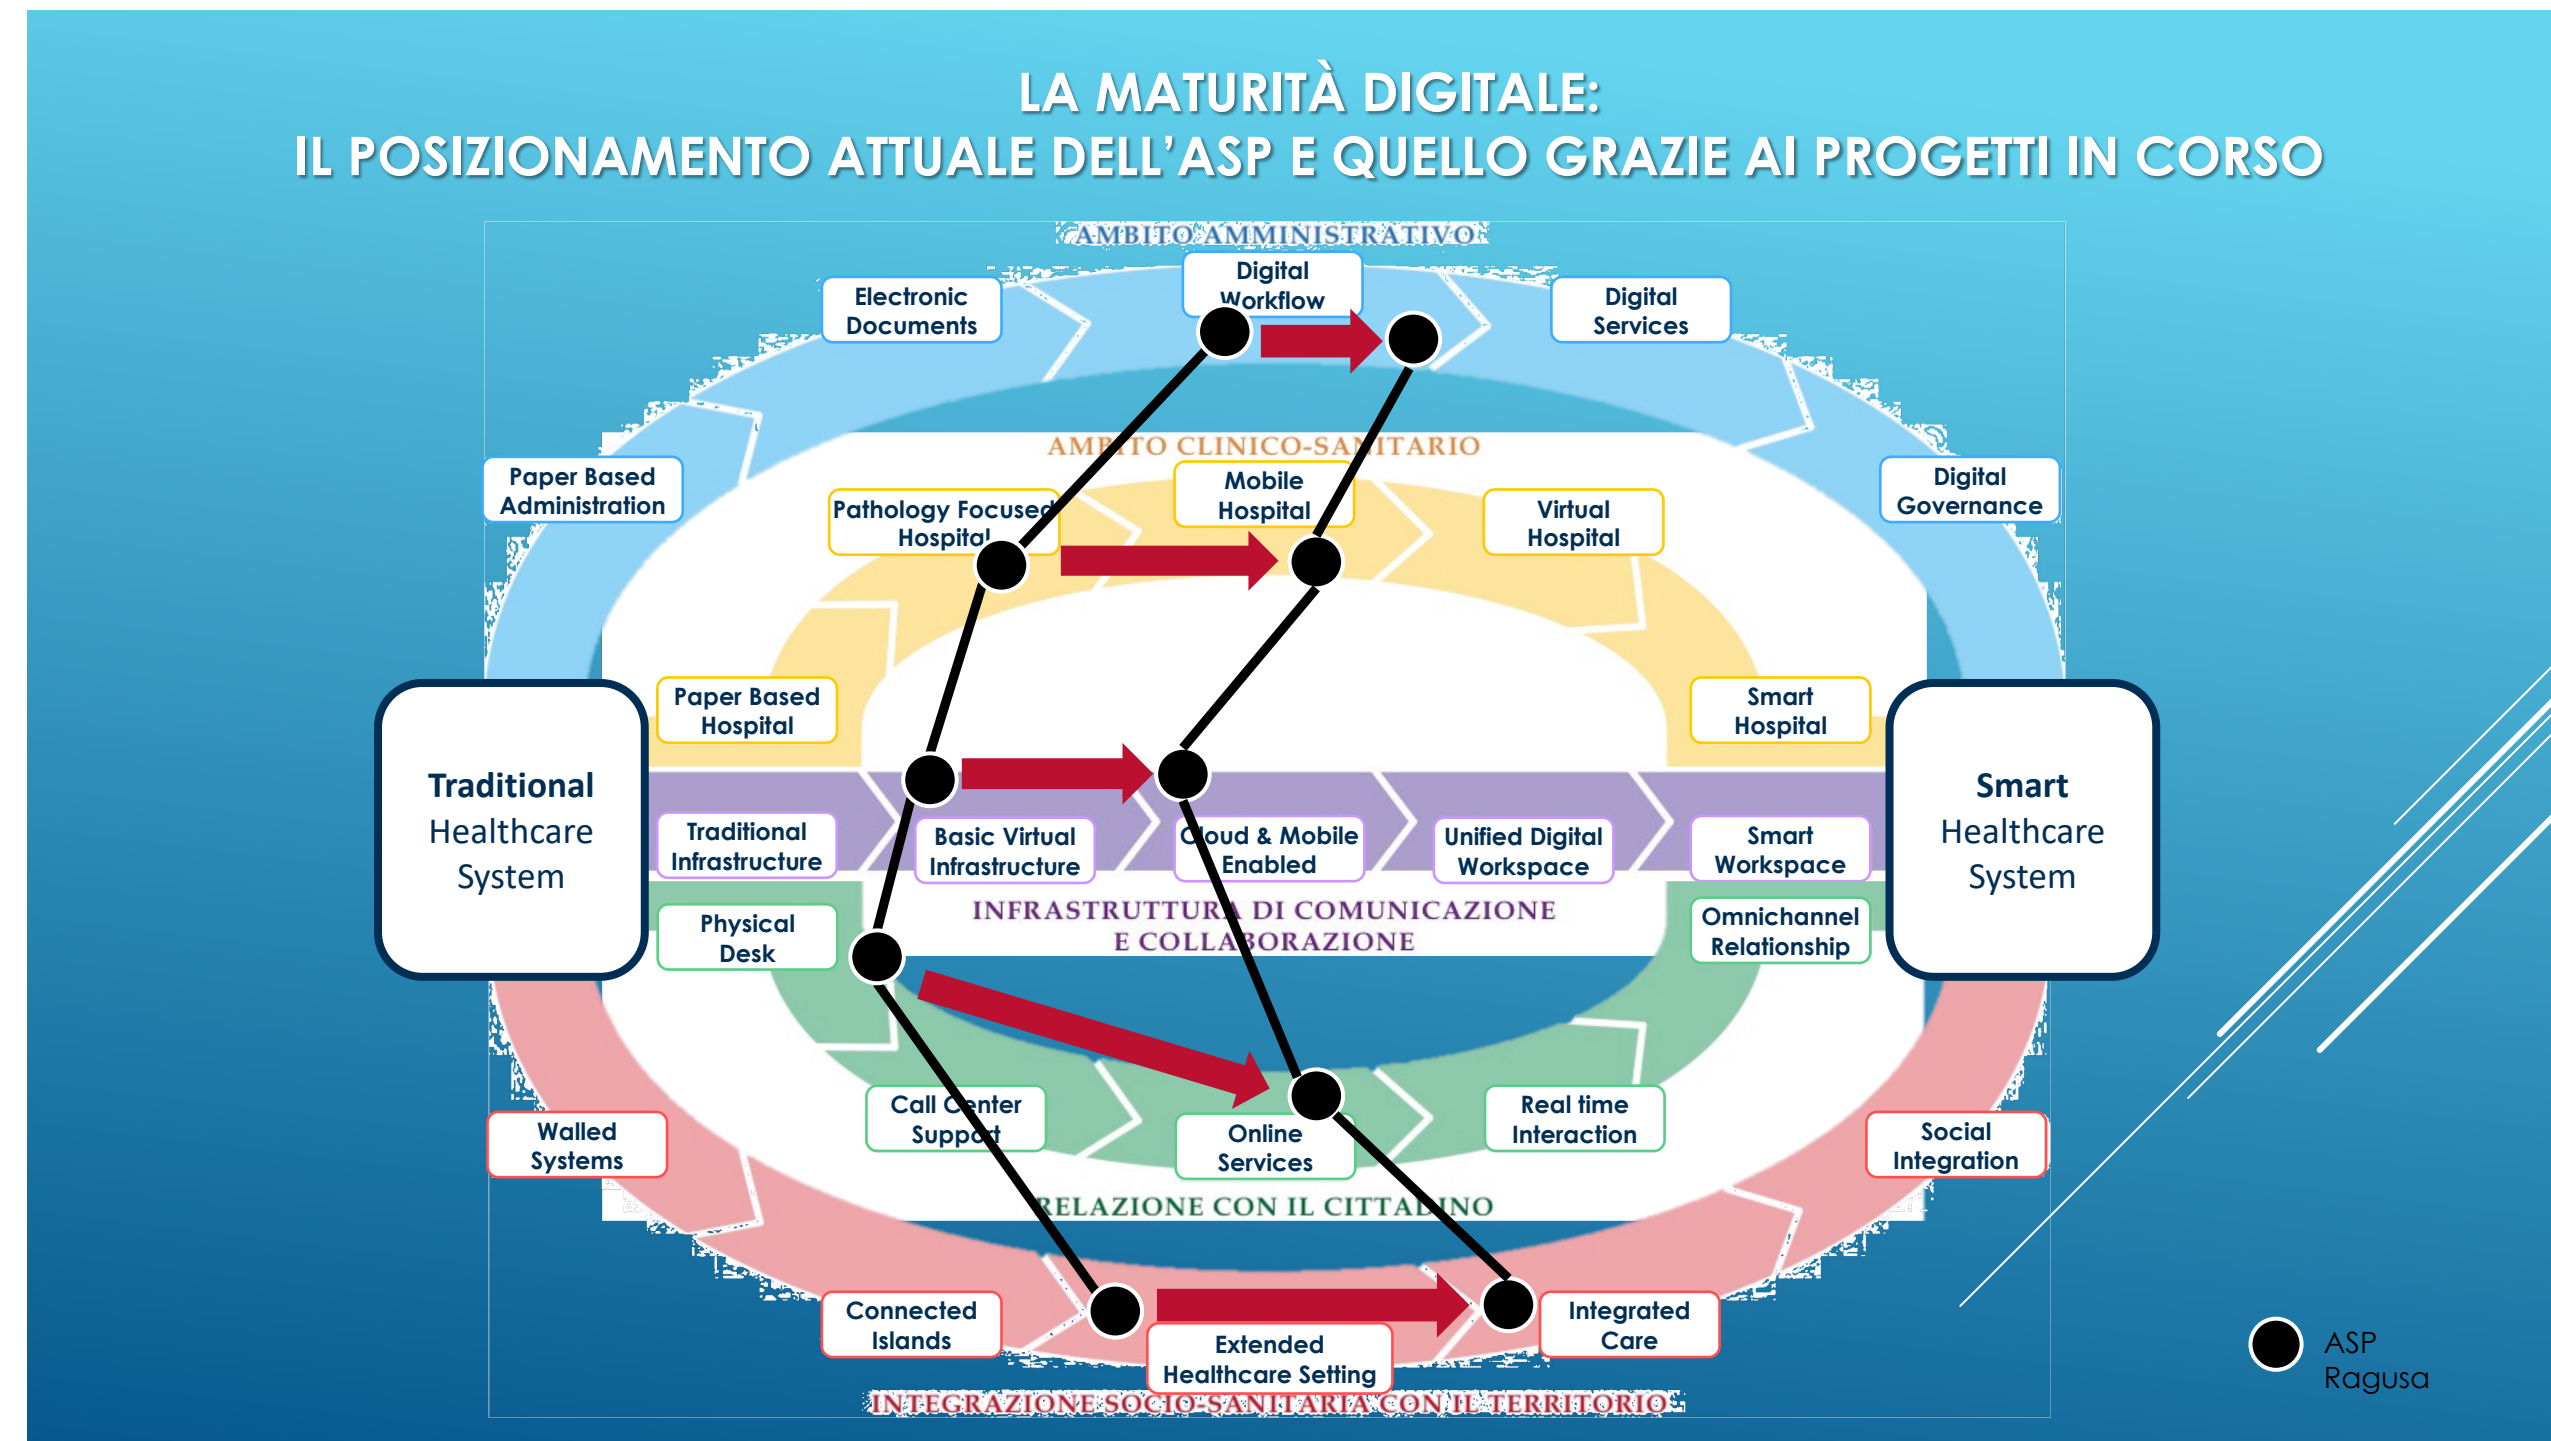 LA MATURITÀ DIGITALE:
IL POSIZIONAMENTO ATTUALE DELL'ASP E QUELLO GRAZIE AI PROGETTI IN CORSO
AMBITO AMMINISTRATIVO
Digital
Workflow
Electronic
Documents
Digital
Services
Paper Based
Administration
Digital
Governance
AMBITO CLINICO-SANITARIO
Mobile
Hospital
Pathology Focused
Hospital
Virtual
Hospital
Paper Based
Hospital
Smart
Hospital
Traditional
Healthcare
System
Smart
Healthcare
System
Traditional
Infrastructure
Basic Virtual
Infrastructure
Cloud & Mobile
Enabled
Unified Digital
Workspace
Smart
Workspace
INFRASTRUTTURA DI COMUNICAZIONE
E COLLABORAZIONE
Physical
Desk
Omnichannel
Relationship
Call Center
Support
Online
Services
Real time
Interaction
Walled
Systems
Social
Integration
RELAZIONE CON IL CITTADINO
Connected
Islands
Extended
Healthcare Setting
Integrated
Care
INTEGRAZIONE SOCIO-SANITARIA CON IL TERRITORIO
ASP
Ragusa